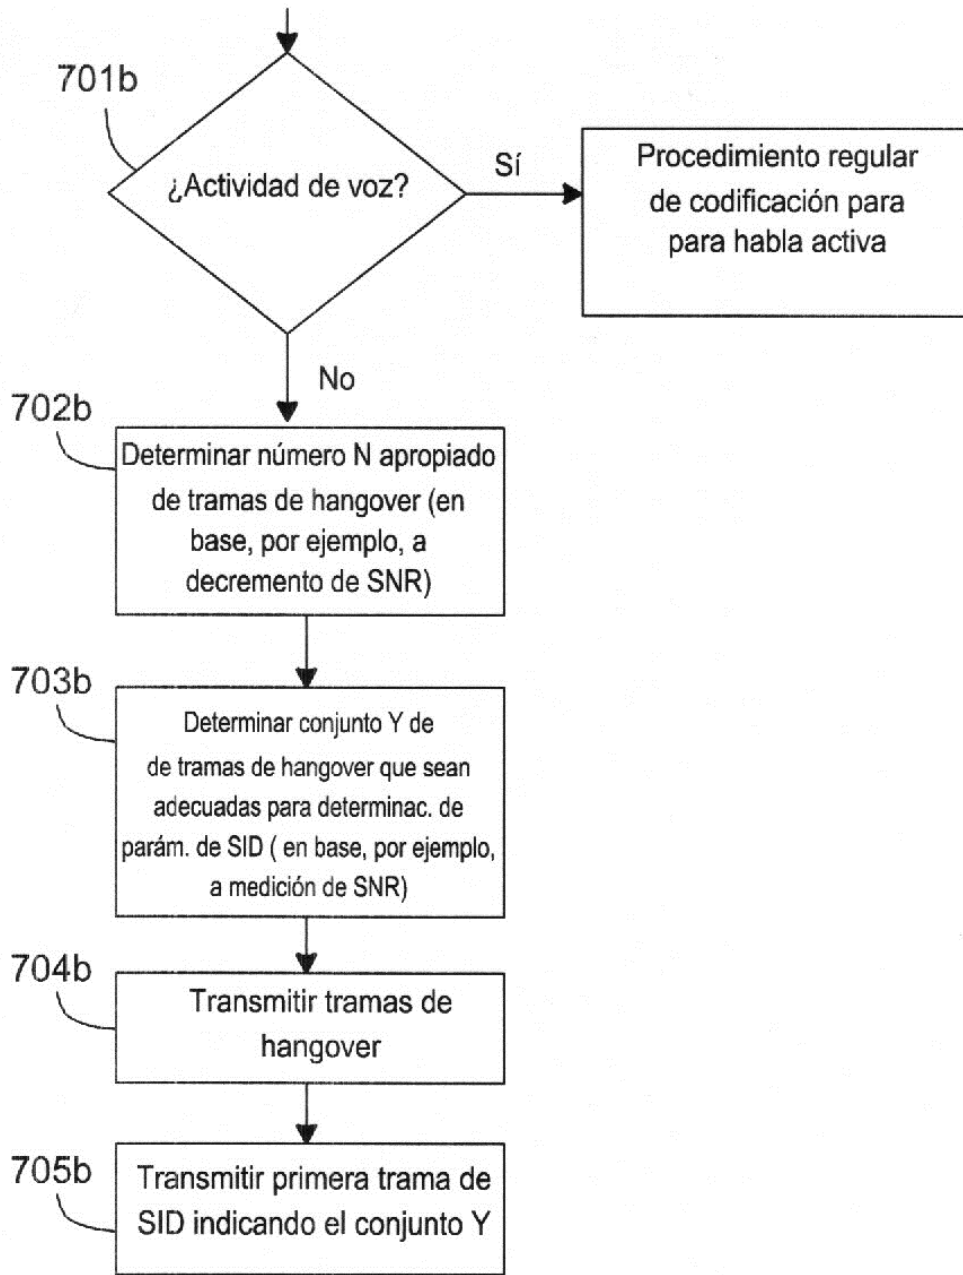 701b
¿Actividad de voz?
Sí
Procedimiento regular
de codificación para
para habla activa
No
702b
Determinar número N apropiado
de tramas de hangover (en
base, por ejemplo, a
decremento de SNR)
703b
Determinar conjunto Y de
de tramas de hangover que sean
adecuadas para determinac. de
parám. de SID ( en base, por ejemplo,
a medición de SNR)
704b
Transmitir tramas de
hangover
705b
Transmitir primera trama de
SID indicando el conjunto Y